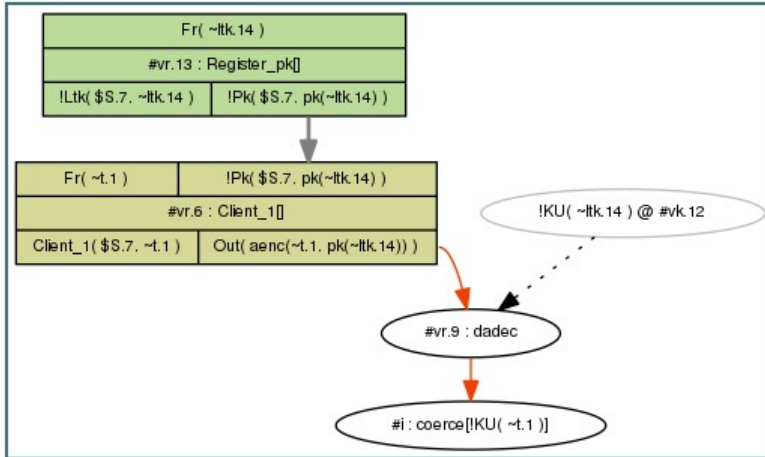 Fr( ~ltk.14 )
#vr.13 : Register_pk[]
!Ltk( $S.7, ~ltk.14 ) !Pk( $S.7, pk(~ltk.14) )
Fr( ~t.1 ) !Pk( $S.7, pk(~ltk.14) )
#vr.6 : Client_1[]
!KU( ~ltk.14 ) @ #vk.12
Client_1( $S.7, ~t.1 ) Out( aenc(~t.1, pk(~ltk.14)) )
#vr.9 : dadec
#i : coerce[!KU( ~t.1 )]